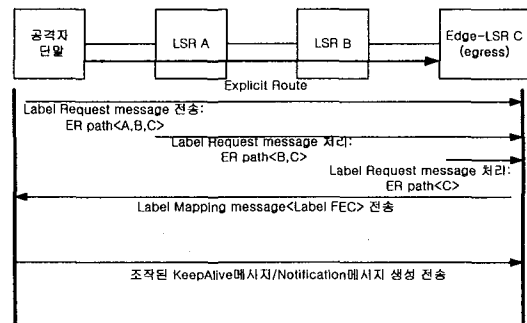 공격자
단말
LSR A
LSR B
Edge-LSR C
(egress)
Explicit Route
Label Request message 전송:
ER path<A,B,C>
Label Request message 처리:
ER path<B,C>
Label Request message 처리:
ER path<C>
Label Mapping message<Label FEC> 전송
조작된 KeepAlive메시지/Notification메시지 생성 전송